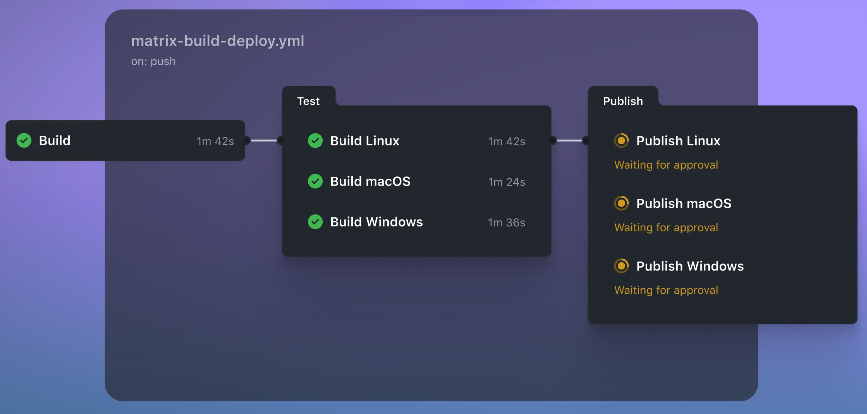 matrix-build-deploy.yml
on: push
Build 1m 42s
Test
Build Linux 1m 42s
Build macOS 1m 24s
Build Windows 1m 36s
Publish
Publish Linux
Waiting for approval
Publish macOS
Waiting for approval
Publish Windows
Waiting for approval